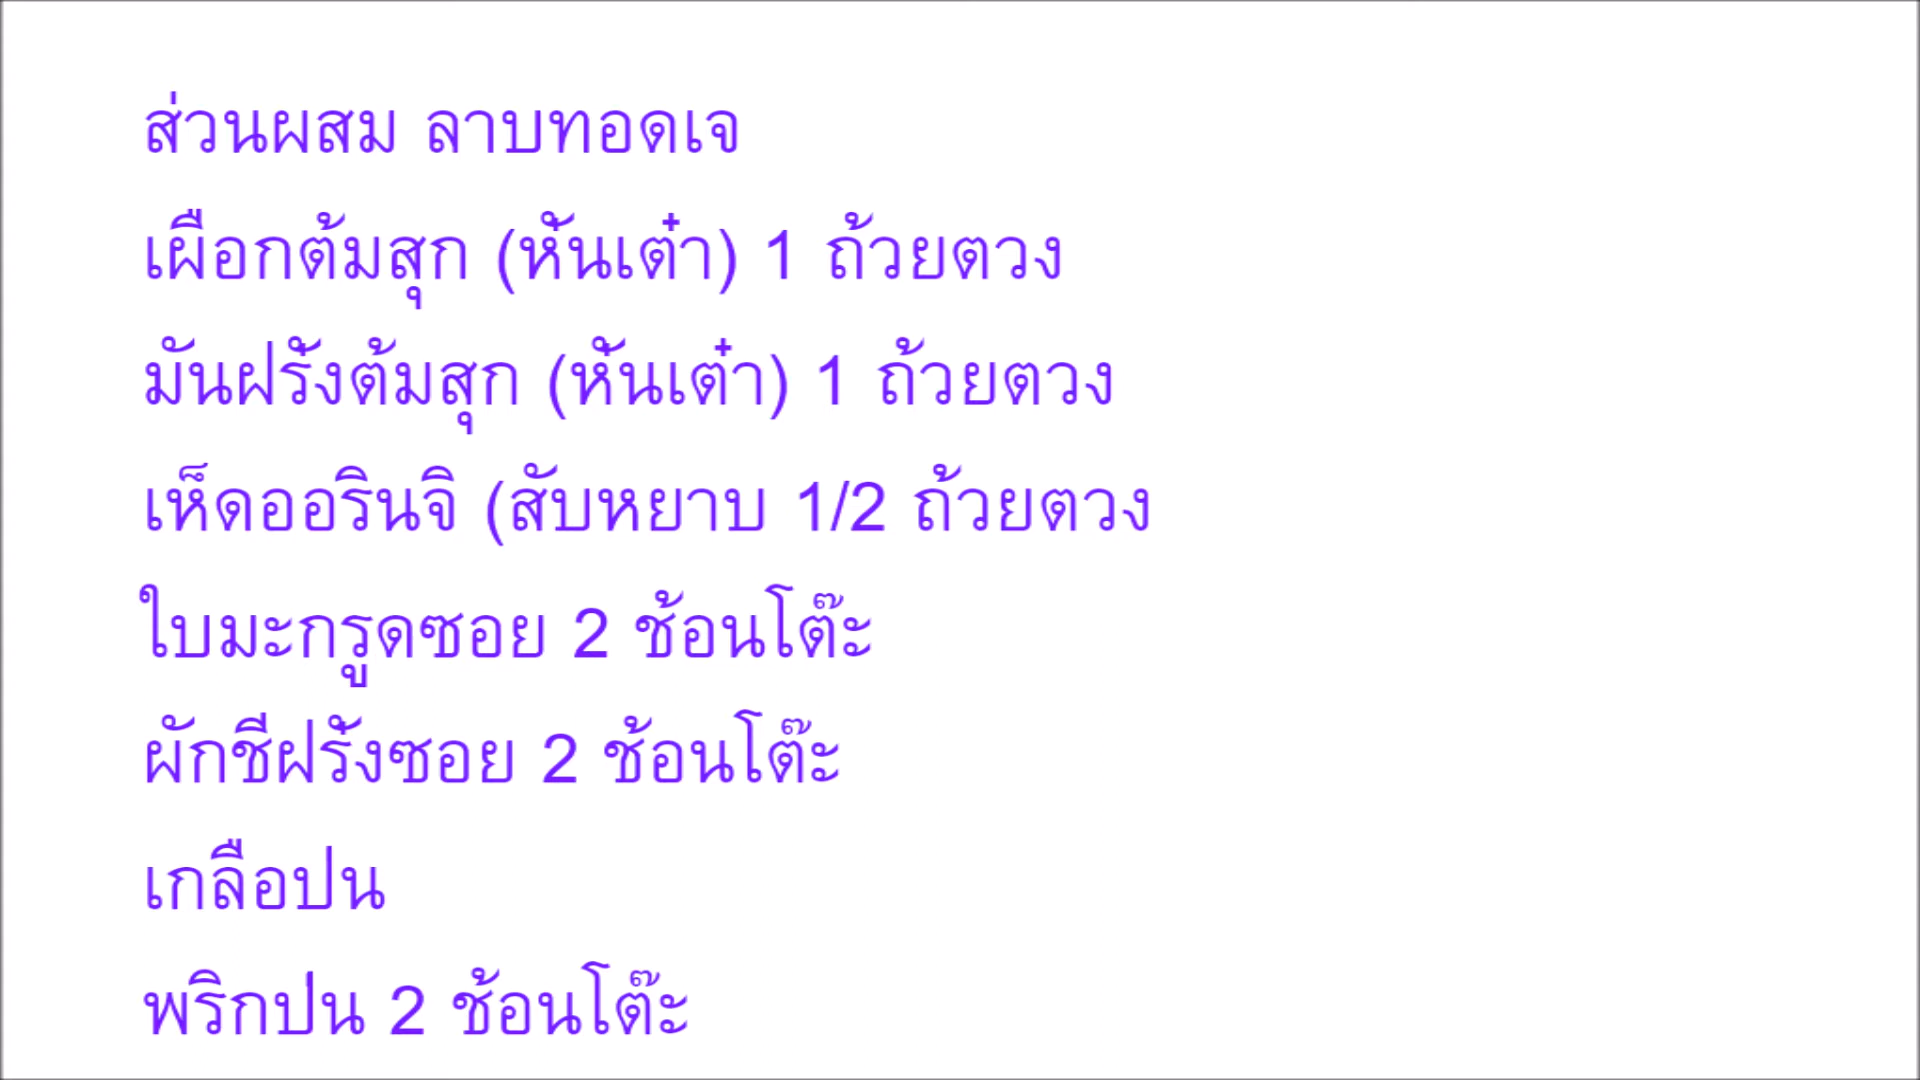 ส่วนผสม ลาบทอดเจ
เผือกต้มสุก (หั่นเต๋า) 1 ถ้วยตวง
มันฝรั่งต้มสุก (หั่นเต๋า) 1 ถ้วยตวง
เห็ดออรินจิ (สับหยาบ 1/2 ถ้วยตวง
ใบมะกรูดซอย 2 ช้อนโต๊ะ
ผักชีฝรั่งซอย 2 ช้อนโต๊ะ
เกลือป่น
พริกป่น 2 ช้อนโต๊ะ